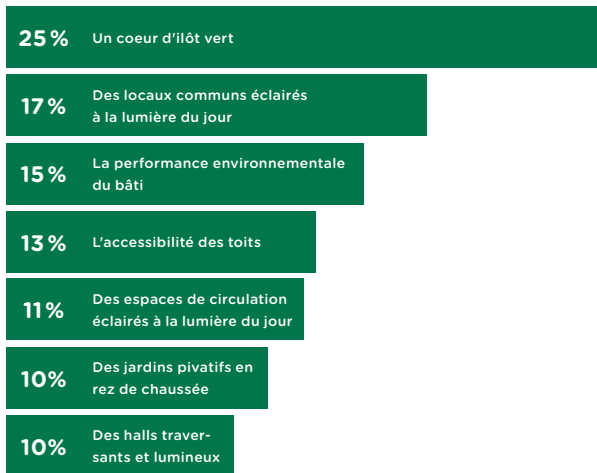 25 % Un coeur d'ilôt vert
17 % Des locaux communs éclairés
à la lumière du jour
15 % La performance environnementale
du bâti
13 % L'accessibilité des toits
11 % Des espaces de circulation
éclairés à la lumière du jour
10% Des jardins pivatifs en
rez de chaussée
10% Des halls traver-
sants et lumineux